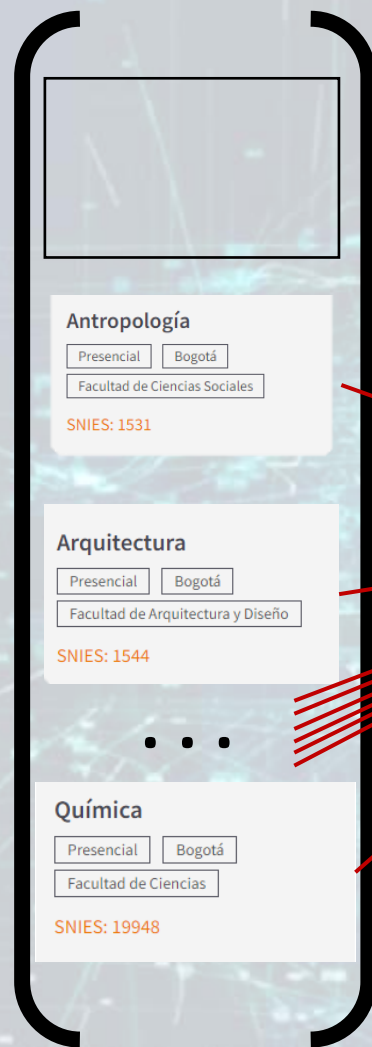 Antropología
Presencial Bogotá
Facultad de Ciencias Sociales
SNIES: 1531
Arquitectura
Presencial Bogotá
Facultad de Arquitectura y Diseño
SNIES: 1544
. . .
Química
Presencial Bogotá
Facultad de Ciencias
SNIES: 19948